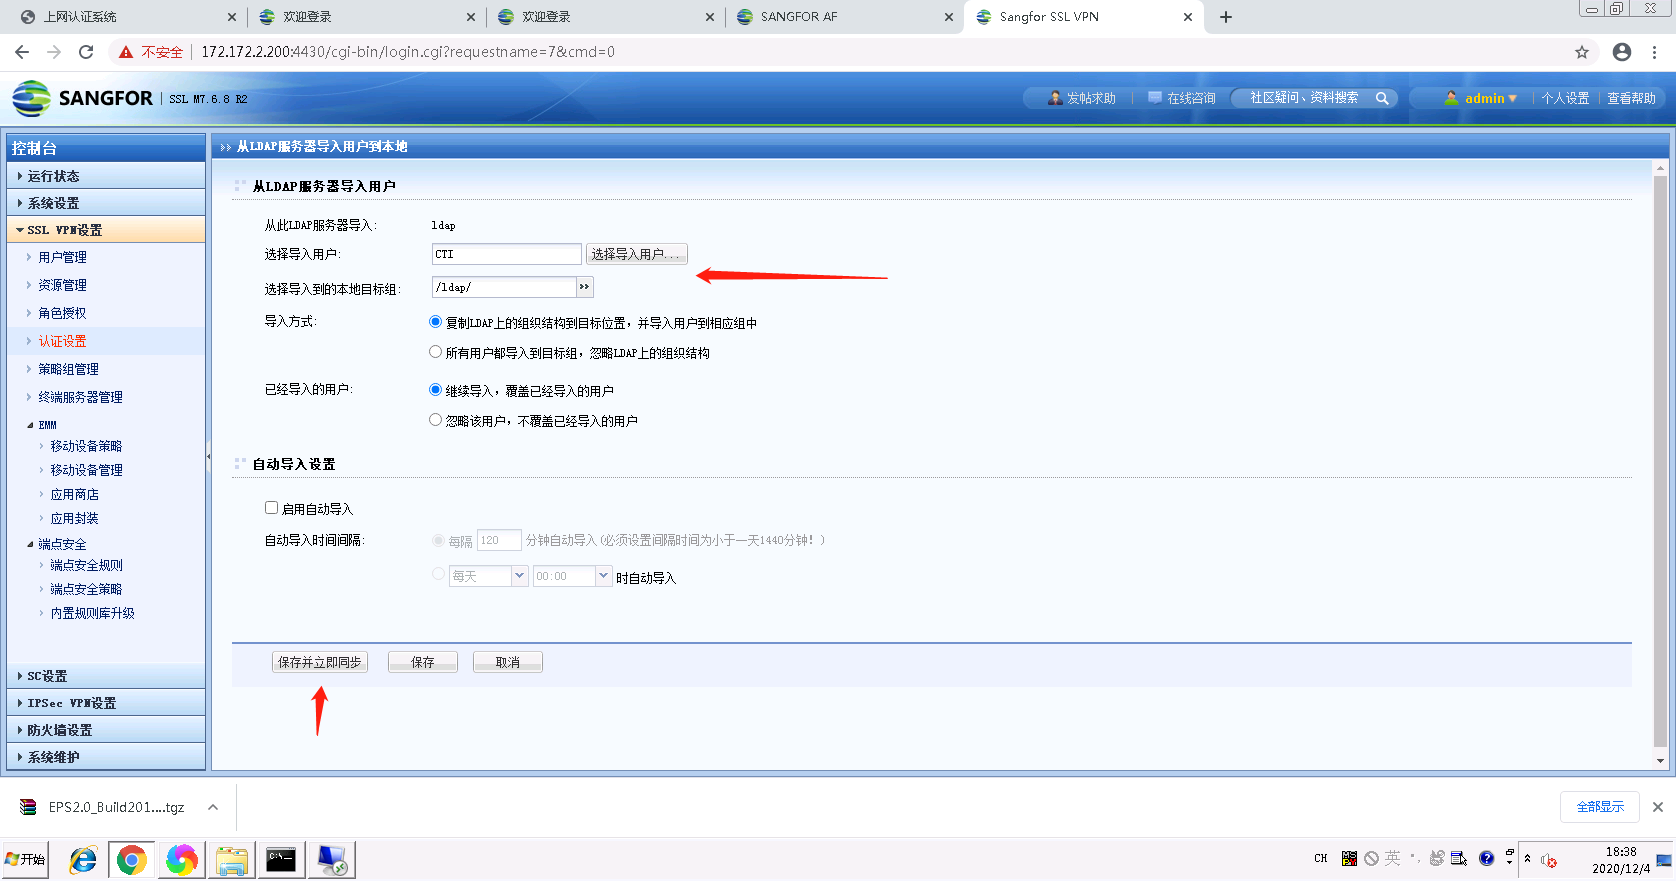 上网认证系统
欢迎登录
欢迎登录
SANGFOR AF
Sangfor SSL VPN
不安全
172.172.2.200:4430/cgi-bin/login.cgi?requestname=7&cmd=0
SANGFOR
SSL M7.6.8 R2
发帖求助
在线咨询
社区疑问、资料搜索
admin
个人设置
查看帮助
控制台
运行状态
系统设置
SSL VPN设置
用户管理
资源管理
角色授权
认证设置
策略组管理
终端服务器管理
EMM
移动设备策略
移动设备管理
应用商店
应用封装
端点安全
端点安全规则
端点安全策略
内置规则库升级
SC设置
IPSec VPN设置
防火墙设置
系统维护
从LDAP服务器导入用户到本地
从LDAP服务器导入用户
从此LDAP服务器导入:
ldap
选择导入用户:
CTI
选择导入用户...
选择导入到的本地目标组:
/ldap/
导入方式:
复制LDAP上的组织结构到目标位置，并导入用户到相应组中
所有用户都导入到目标组，忽略LDAP上的组织结构
已经导入的用户:
继续导入，覆盖已经导入的用户
忽略该用户，不覆盖已经导入的用户
自动导入设置
启用自动导入
自动导入时间间隔:
每隔 120 分钟自动导入(必须设置间隔时间为小于一天1440分钟！)
每天 00:00 时自动导入
保存并立即同步
保存
取消
EPS2.0_Build201....tgz
全部显示
开始
CH
英
18:38
2020/12/4